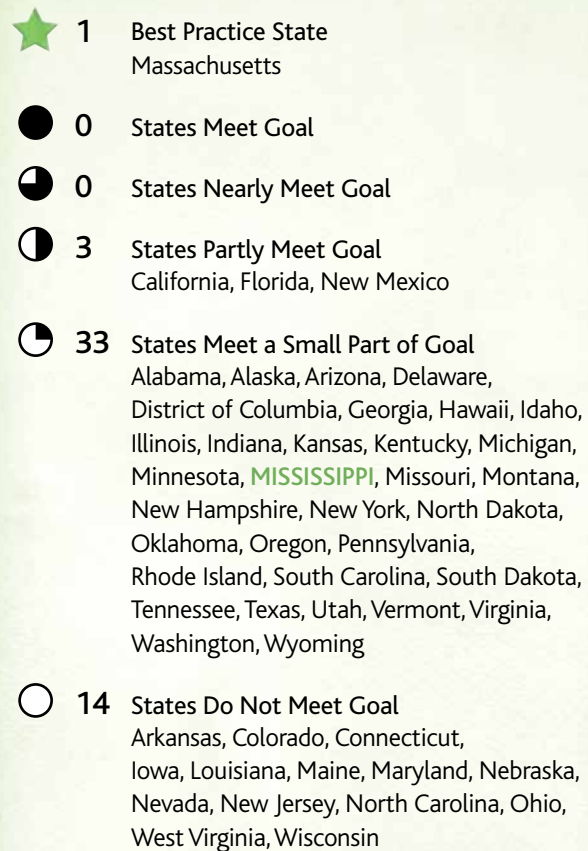 1 Best Practice State
Massachusetts
0 States Meet Goal
0 States Nearly Meet Goal
3 States Partly Meet Goal
California, Florida, New Mexico
33 States Meet a Small Part of Goal
Alabama, Alaska, Arizona, Delaware,
District of Columbia, Georgia, Hawaii, Idaho,
Illinois, Indiana, Kansas, Kentucky, Michigan,
Minnesota, MISSISSIPPI, Missouri, Montana,
New Hampshire, New York, North Dakota,
Oklahoma, Oregon, Pennsylvania,
Rhode Island, South Carolina, South Dakota,
Tennessee, Texas, Utah, Vermont, Virginia,
Washington, Wyoming
14 States Do Not Meet Goal
Arkansas, Colorado, Connecticut,
Iowa, Louisiana, Maine, Maryland, Nebraska,
Nevada, New Jersey, North Carolina, Ohio,
West Virginia, Wisconsin